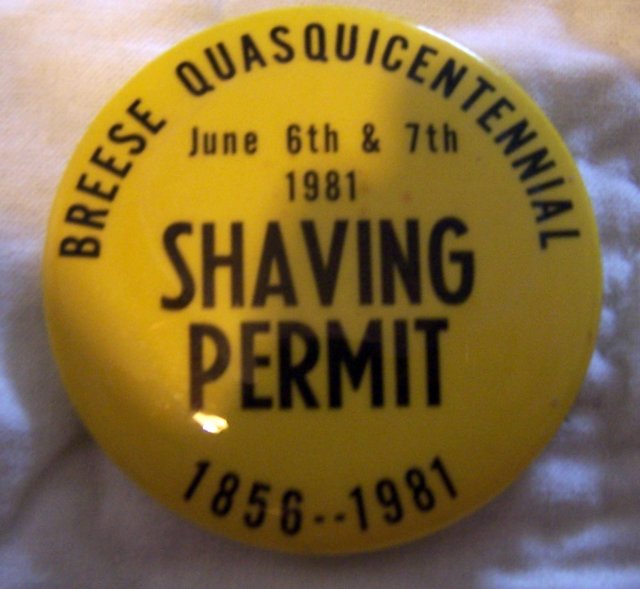 BREESE QUASQUICENTENNIAL
June 6th & 7th
1981
SHAVING
PERMIT
1856--1981